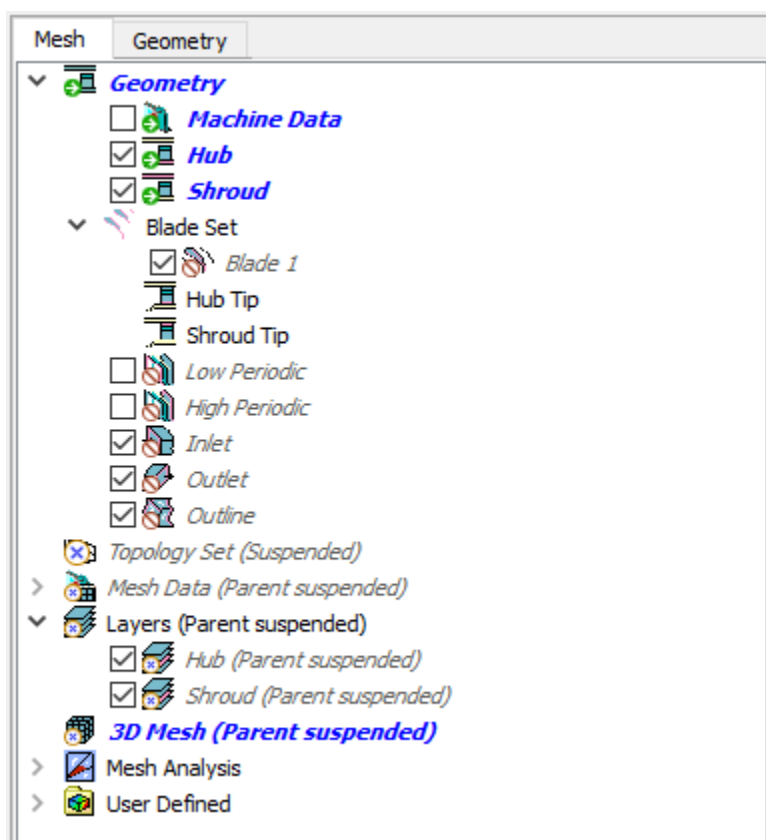 Mesh Geometry
Geometry
Machine Data
Hub
Shroud
Blade Set
Blade 1
Hub Tip
Shroud Tip
Low Periodic
High Periodic
Inlet
Outlet
Outline
Topology Set (Suspended)
Mesh Data (Parent suspended)
Layers (Parent suspended)
Hub (Parent suspended)
Shroud (Parent suspended)
3D Mesh (Parent suspended)
Mesh Analysis
User Defined